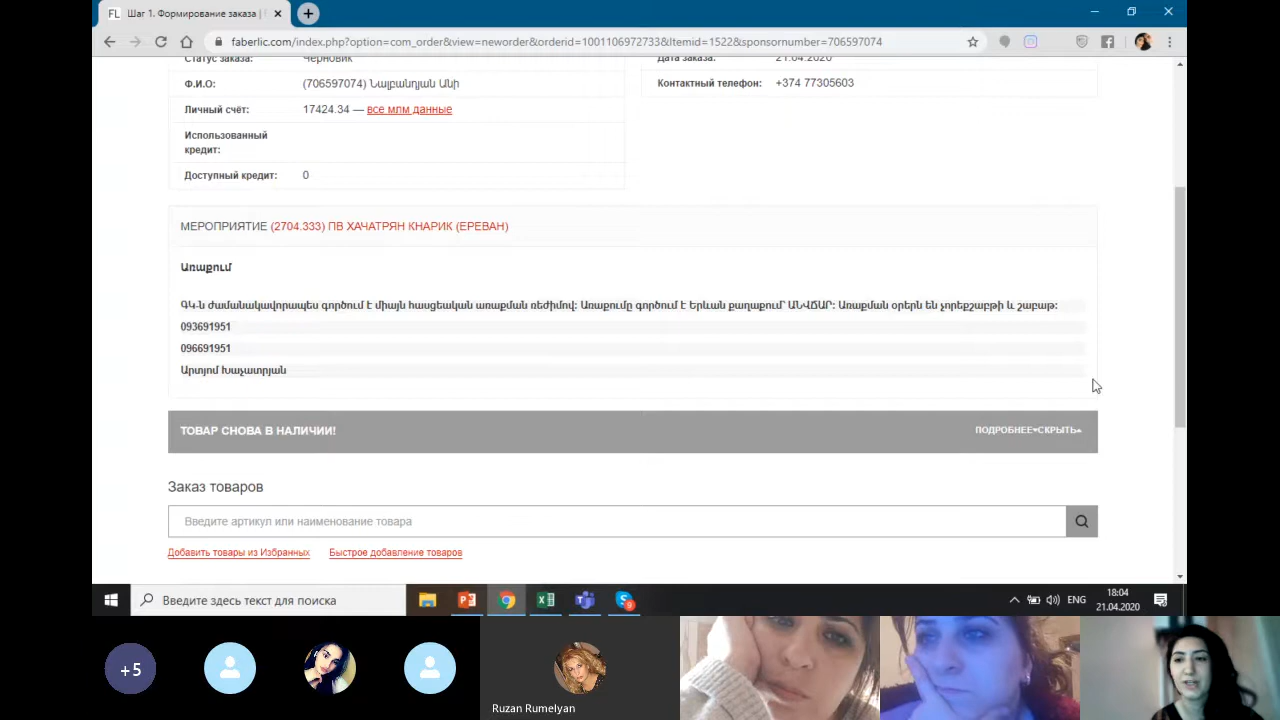 Шаг 1. Формирование заказа |
faberlic.com/index.php?option=com_order&view=neworder&orderid=1001106972733&Itemid=1522&sponsornumber=706597074
Статус заказа: Черновик
Дата заказа: 21.04.2020
Ф.И.О: (706597074) Նալբանդյան Անի
Контактный телефон: +374 77305603
Личный счёт: 17424.34 — все млм данные
Использованный
кредит:
Доступный кредит: 0
МЕРОПРИЯТИЕ (2704.333) ПВ ХАЧАТРЯН КНАРИК (ЕРЕВАН)
Առաքում
ԳԿ-ն ժամանակավորապես գործում է միայն հասցեական առաքման ռեժիմով: Առաքումը գործում է Երևան քաղաքում՝ ԱՆՎՃԱՐ: Առաքման օրերն են չորեքշաբթի և շաբաթ:
093691951
096691951
Արտյոմ Խաչատրյան
ТОВАР СНОВА В НАЛИЧИИ!
ПОДРОБНЕЕ СКРЫТЬ
Заказ товаров
Введите артикул или наименование товара
Добавить товары из Избранных Быстрое добавление товаров
Введите здесь текст для поиска
ENG
18:04
21.04.2020
+5
Ruzan Rumelyan